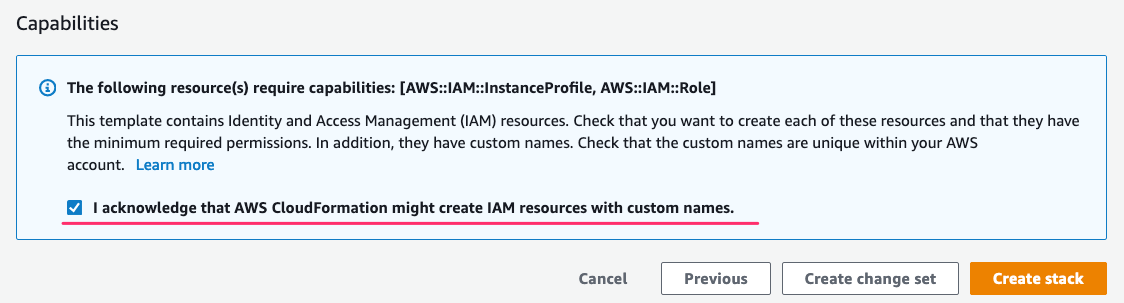 Capabilities
The following resource(s) require capabilities: [AWS::IAM::InstanceProfile, AWS::IAM::Role]
This template contains Identity and Access Management (IAM) resources. Check that you want to create each of these resources and that they have
the minimum required permissions. In addition, they have custom names. Check that the custom names are unique within your AWS
account. Learn more
I acknowledge that AWS CloudFormation might create IAM resources with custom names.
Cancel Previous Create change set Create stack